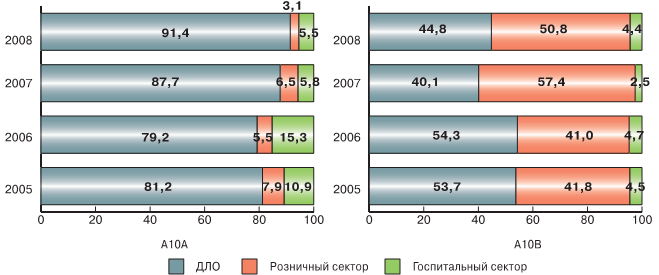 3,1
2008 91,4 5,5
2007 87,7 6,5 5,8
2006 79,2 5,5 15,3
2005 81,2 7,9 10,9
0 20 40 60 80 100
A10A
2008 44,8 50,8 4,4
2007 40,1 57,4 2,5
2006 54,3 41,0 4,7
2005 53,7 41,8 4,5
0 20 40 60 80 100
A10B
ДЛО Розничный сектор Госпитальный сектор